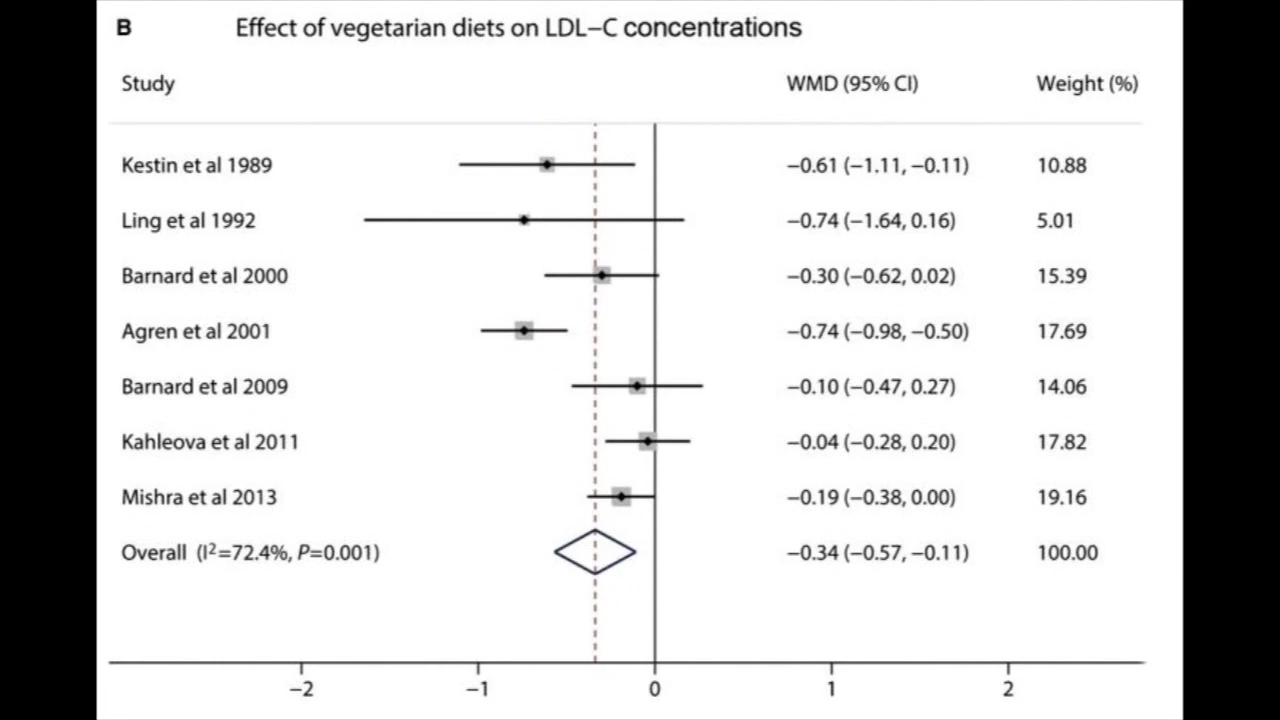 B Effect of vegetarian diets on LDL−C concentrations
Study WMD (95% CI) Weight (%)
Kestin et al 1989 −0.61 (−1.11, −0.11) 10.88
Ling et al 1992 −0.74 (−1.64, 0.16) 5.01
Barnard et al 2000 −0.30 (−0.62, 0.02) 15.39
Agren et al 2001 −0.74 (−0.98, −0.50) 17.69
Barnard et al 2009 −0.10 (−0.47, 0.27) 14.06
Kahleova et al 2011 −0.04 (−0.28, 0.20) 17.82
Mishra et al 2013 −0.19 (−0.38, 0.00) 19.16
Overall (I²=72.4%, P=0.001) −0.34 (−0.57, −0.11) 100.00
−2 −1 0 1 2